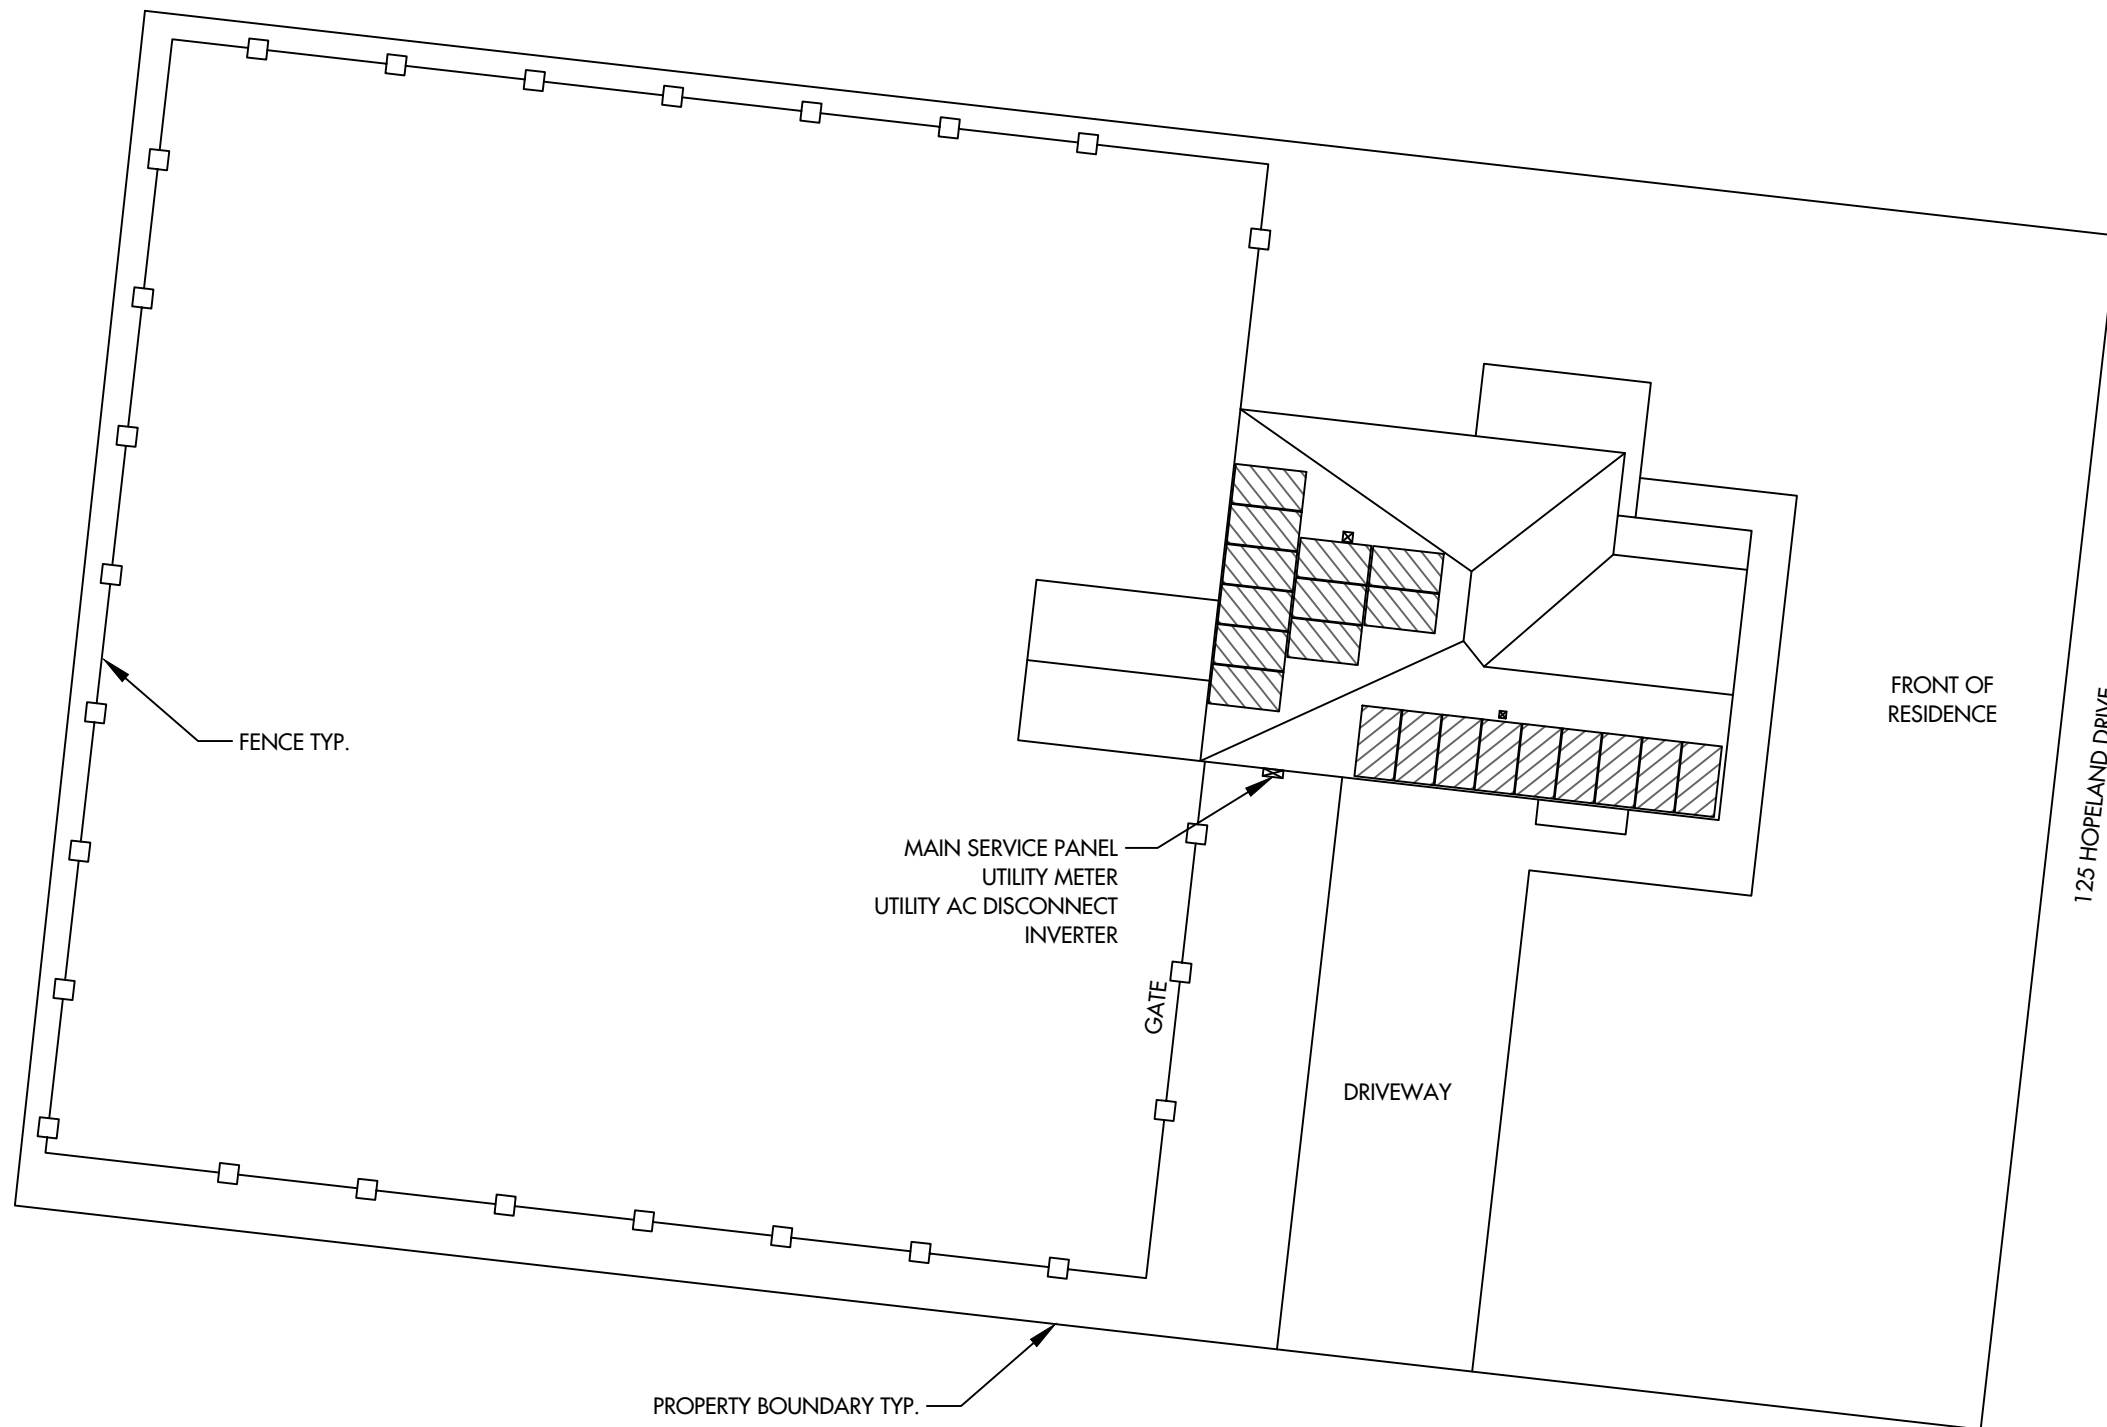 FRONT OF
RESIDENCE
125 HOPELAND DRIVE
FENCE TYP.
MAIN SERVICE PANEL
UTILITY METER
UTILITY AC DISCONNECT
INVERTER
GATE
DRIVEWAY
PROPERTY BOUNDARY TYP.